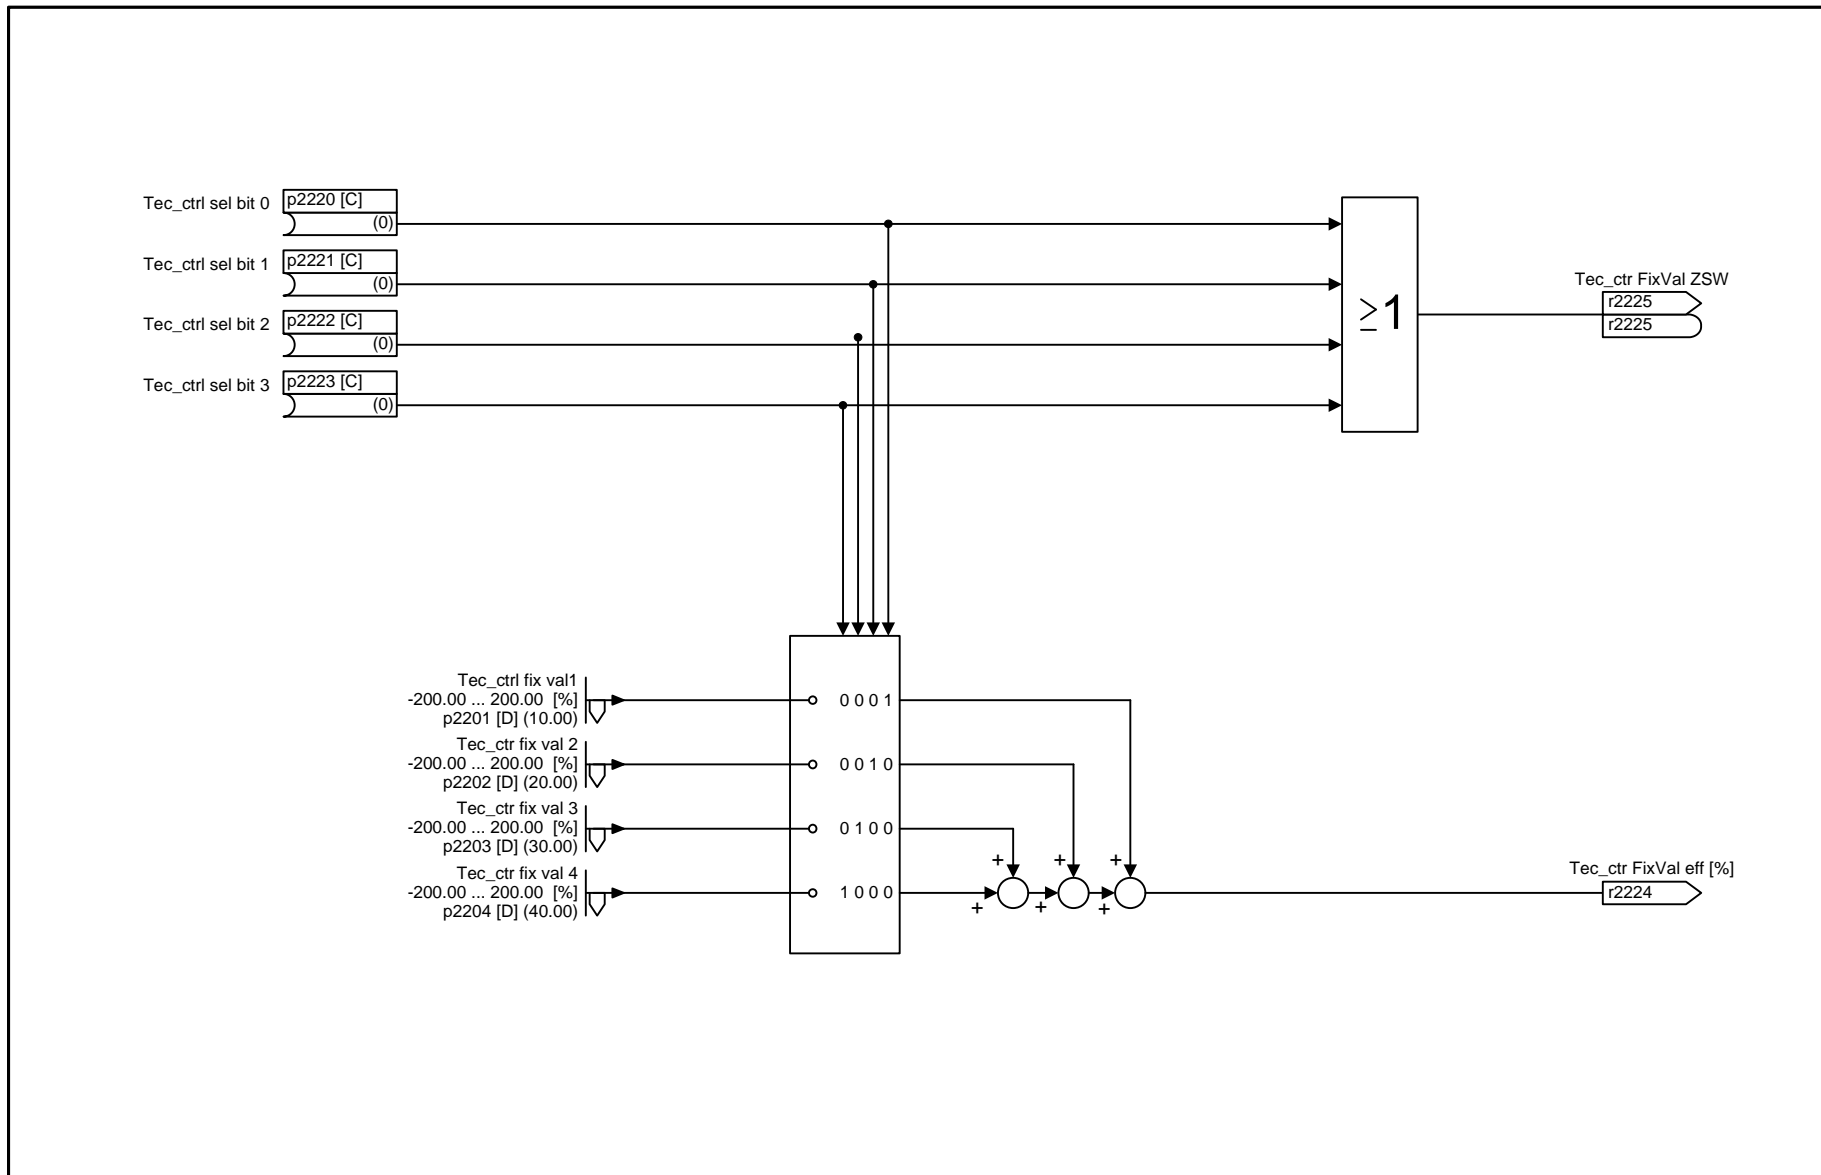 Tec_ctrl sel bit 0
p2220 [C]
(0)
Tec_ctrl sel bit 1
p2221 [C]
(0)
Tec_ctrl sel bit 2
p2222 [C]
(0)
Tec_ctrl sel bit 3
p2223 [C]
(0)
≥1
Tec_ctr FixVal ZSW
r2225
r2225
Tec_ctrl fix val1
-200.00 ... 200.00 [%]
p2201 [D] (10.00)
0 0 0 1
Tec_ctr fix val 2
-200.00 ... 200.00 [%]
p2202 [D] (20.00)
0 0 1 0
Tec_ctr fix val 3
-200.00 ... 200.00 [%]
p2203 [D] (30.00)
0 1 0 0
Tec_ctr fix val 4
-200.00 ... 200.00 [%]
p2204 [D] (40.00)
1 0 0 0
+ + +
+ + +
Tec_ctr FixVal eff [%]
r2224